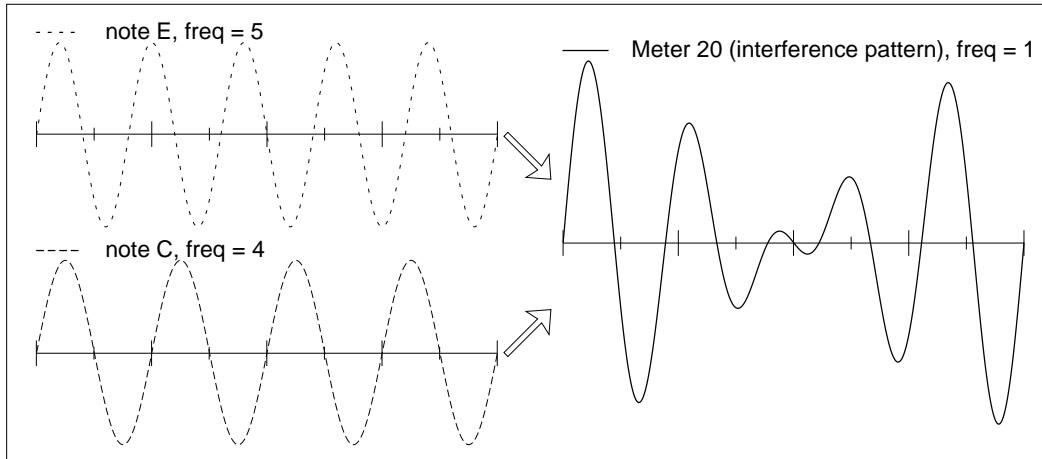 note E, freq = 5
Meter 20 (interference pattern), freq = 1
note C, freq = 4